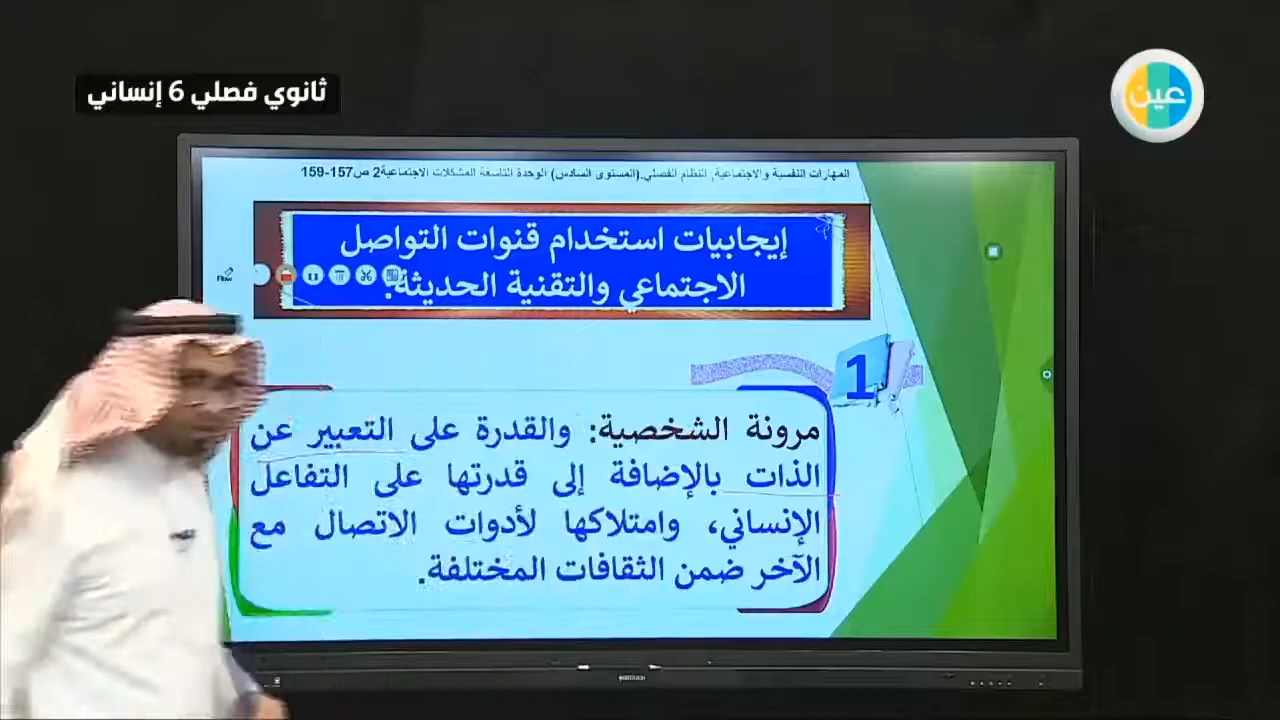 ثانوي فصلي 6 إنساني
عين
المهارات النفسية والاجتماعية, النظام الفصلي.(المستوى السادس) الوحدة التاسعة المشكلات الاجتماعية2 ص157-159
إيجابيات استخدام قنوات التواصل
الاجتماعي والتقنية الحديثة:
1
مرونة الشخصية: والقدرة على التعبير عن
الذات بالإضافة إلى قدرتها على التفاعل
الإنساني، وامتلاكها لأدوات الاتصال مع
الآخر ضمن الثقافات المختلفة.